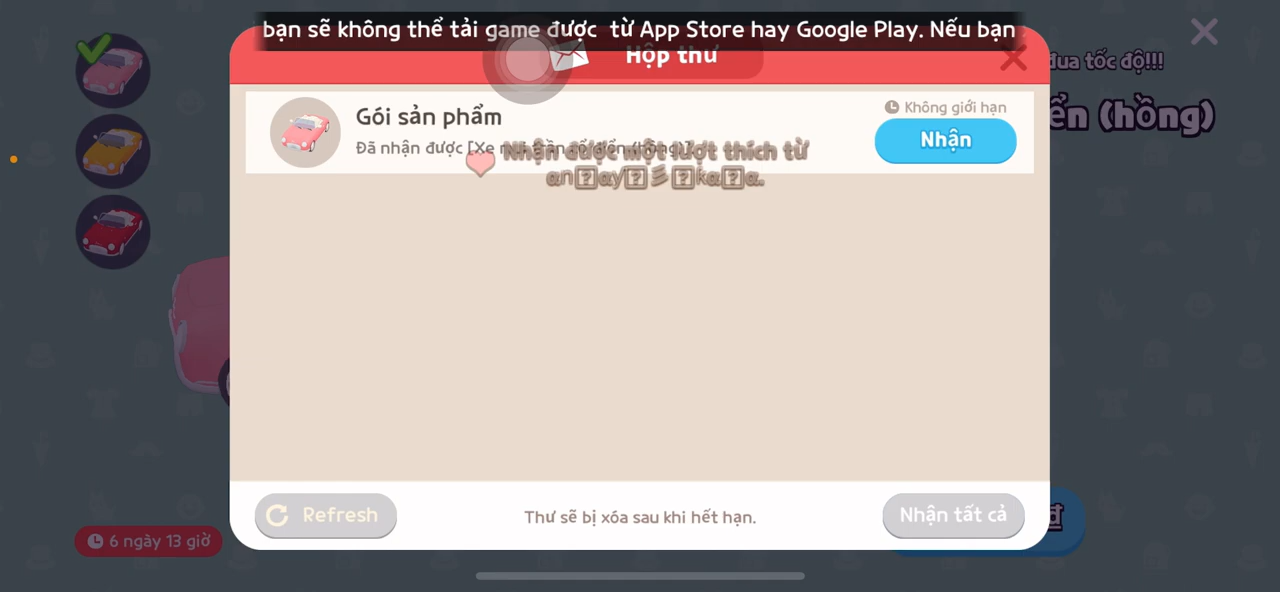 bạn sẽ không thể tải game được từ App Store hay Google Play. Nếu bạn
Hộp thư
đua tốc độ!!!
ển (hồng)
Gói sản phẩm
Đã nhận được [Xe
Không giới hạn
Nhận
Nhận được một lượt thích từ
6 ngày 13 giờ
Refresh
Thư sẽ bị xóa sau khi hết hạn.
Nhận tất cả
đ